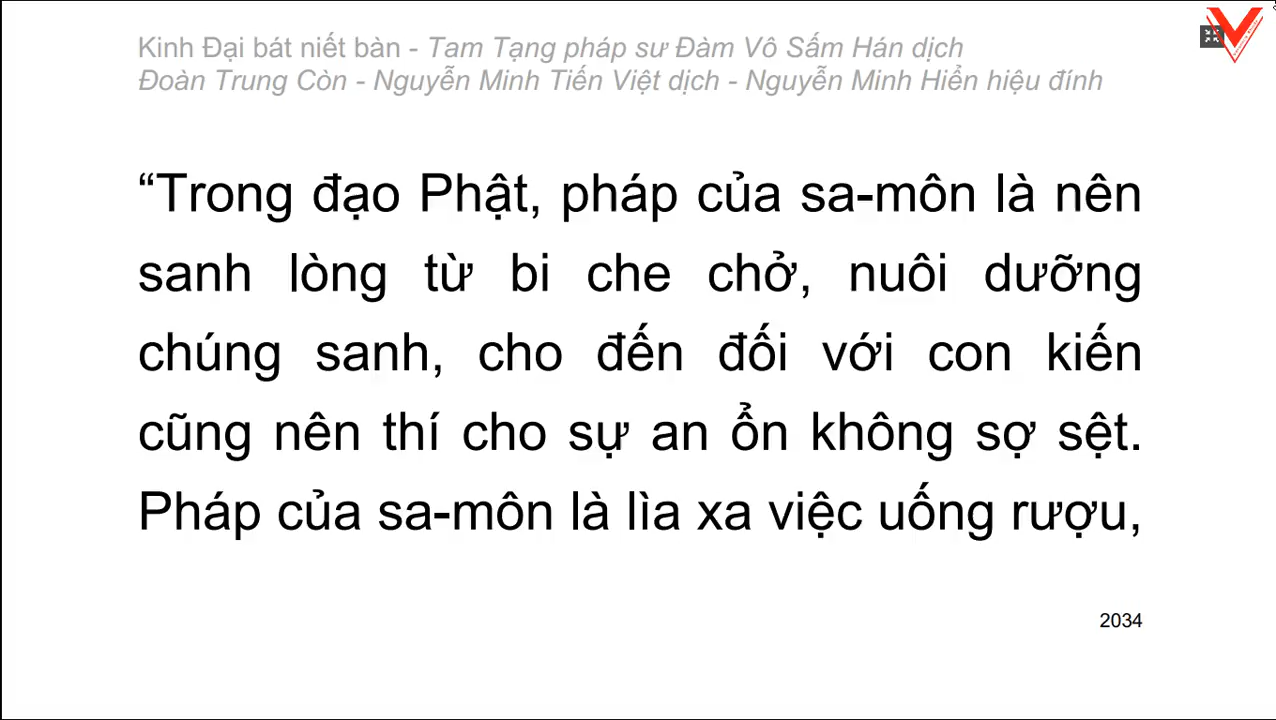 Kinh Đại bát niết bàn - Tam Tạng pháp sư Đàm Vô Sấm Hán dịch
Đoàn Trung Còn - Nguyễn Minh Tiến Việt dịch - Nguyễn Minh Hiển hiệu đính
“Trong đạo Phật, pháp của sa-môn là nên
sanh lòng từ bi che chở, nuôi dưỡng
chúng sanh, cho đến đối với con kiến
cũng nên thí cho sự an ổn không sợ sệt.
Pháp của sa-môn là lìa xa việc uống rượu,
2034